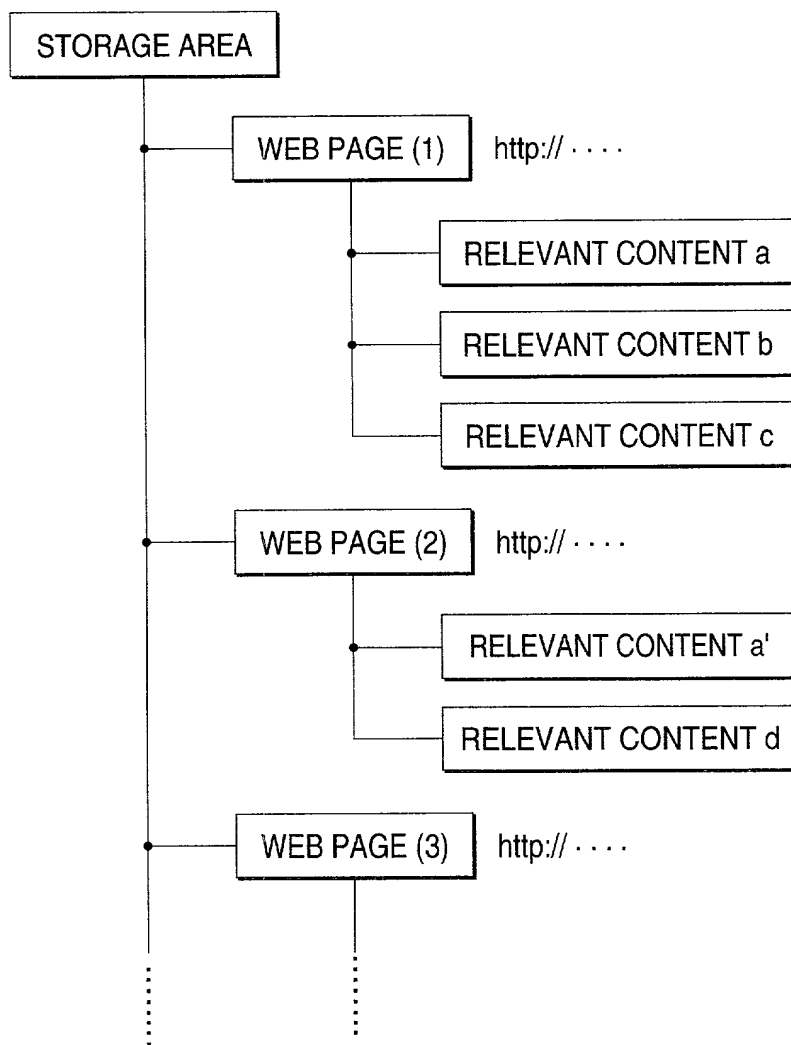 STORAGE AREA
WEB PAGE (1) http:// ····
RELEVANT CONTENT a
RELEVANT CONTENT b
RELEVANT CONTENT c
WEB PAGE (2) http:// ····
RELEVANT CONTENT a'
RELEVANT CONTENT d
WEB PAGE (3) http:// ····